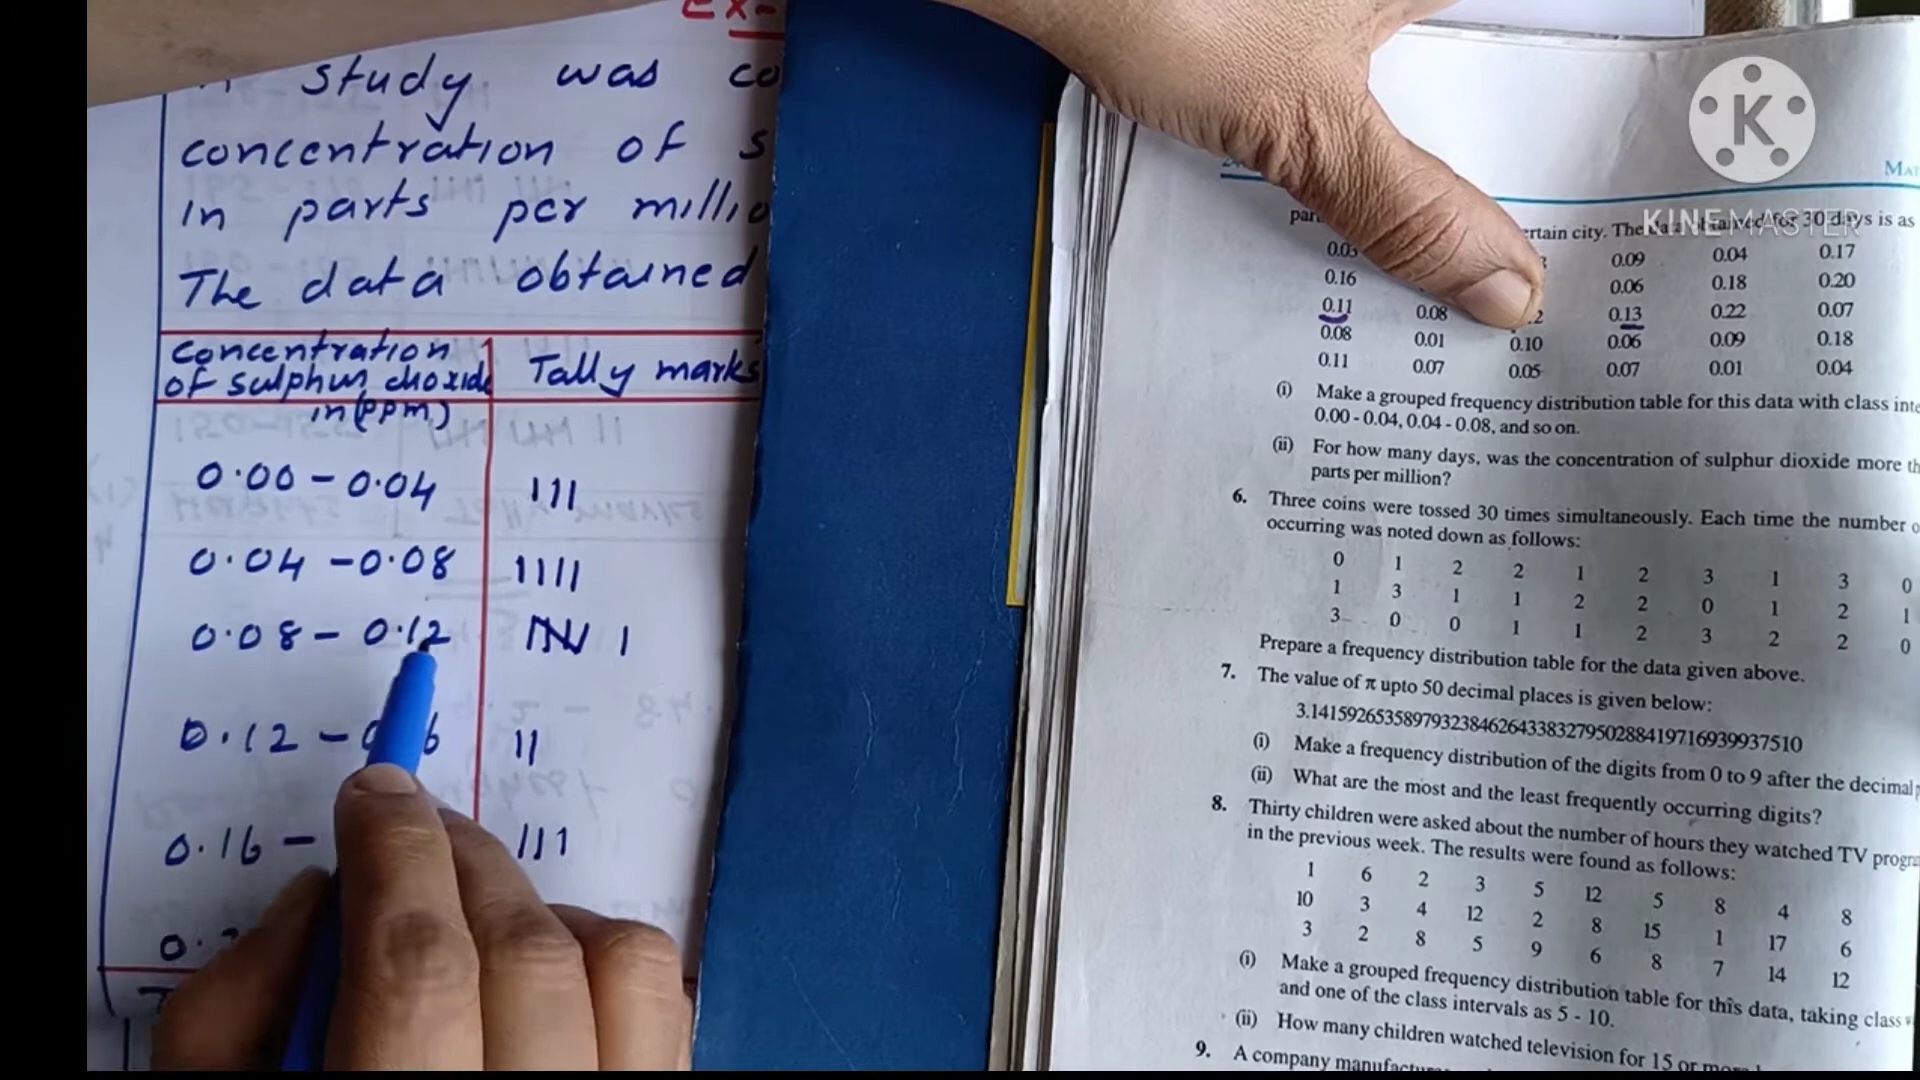 Ex-
study was co
concentration of s
in parts per millio
The data obtained
Concentration
of sulphur dioxide
in (ppm)
Tally marks
0.00 - 0.04 |||
0.04 - 0.08 ||||
0.08 - 0.12 |
0.12 - ||
0.16 - |||
K
KINEMASTER
MAT
rtain city. The for 30 days is as
0.03 0.09 0.04 0.17
0.16 0.06 0.18 0.20
0.11 0.08 0.13 0.22 0.07
0.08 0.01 0.10 0.06 0.09 0.18
0.11 0.07 0.05 0.07 0.01 0.04
(i) Make a grouped frequency distribution table for this data with class inte
0.00 - 0.04, 0.04 - 0.08, and so on.
(ii) For how many days, was the concentration of sulphur dioxide more th
parts per million?
6. Three coins were tossed 30 times simultaneously. Each time the number o
occurring was noted down as follows:
0 1 2 2 1 2 3 1 3 0
1 3 1 1 2 2 0 1 2 1
3 0 0 1 1 2 3 2 2 0
Prepare a frequency distribution table for the data given above.
7. The value of π upto 50 decimal places is given below:
3.14159265358979323846264338327950288419716939937510
(i) Make a frequency distribution of the digits from 0 to 9 after the decimal p
(ii) What are the most and the least frequently occurring digits?
8. Thirty children were asked about the number of hours they watched TV progra
in the previous week. The results were found as follows:
1 6 2 3 5 12 5 8 4 8
10 3 4 12 2 8 15 1 17 6
3 2 8 5 9 6 8 7 14 12
(i) Make a grouped frequency distribution table for this data, taking class w
and one of the class intervals as 5 - 10.
(ii) How many children watched television for 15 or more
9. A company manufactur